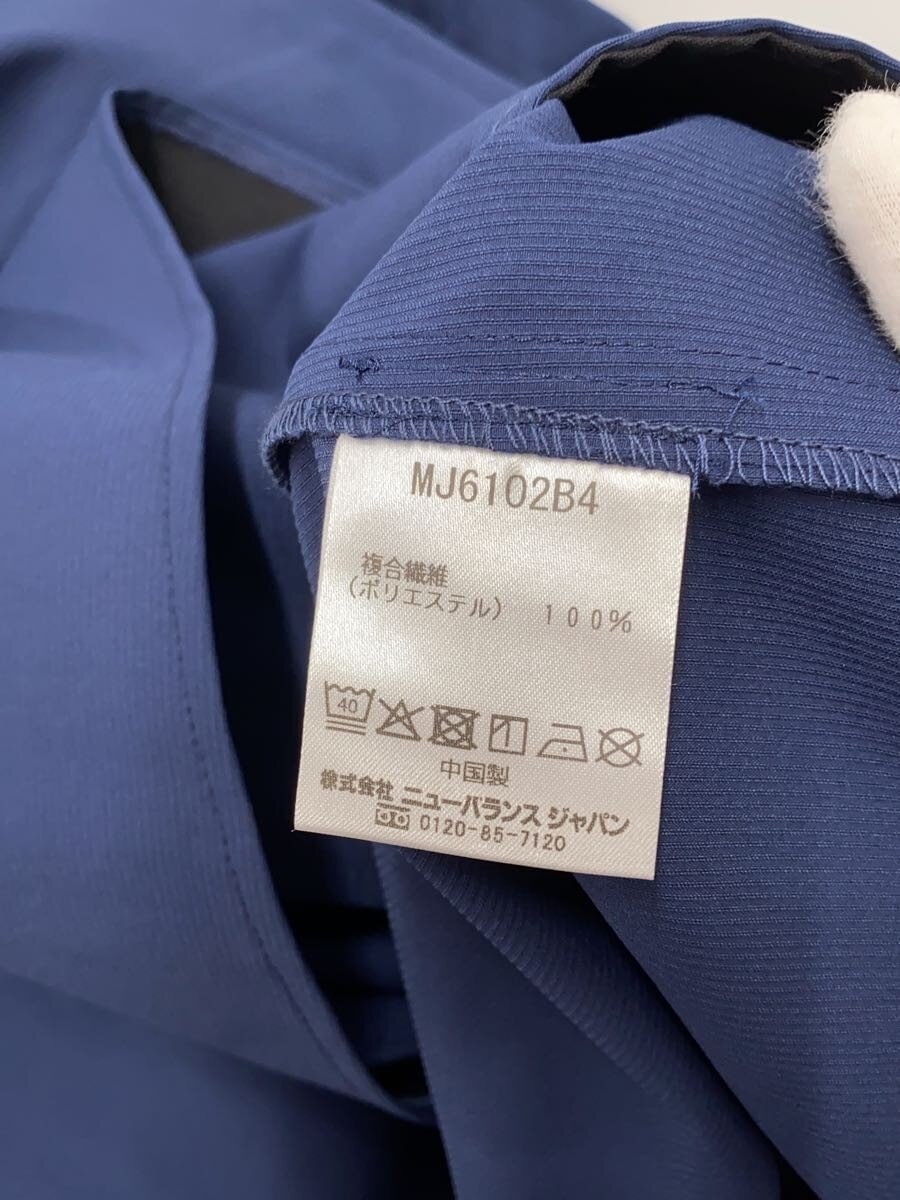 MJ6102B4
複合繊維
(ポリエステル) 100%
40
中国製
株式会社 ニューバランス ジャパン
0120-85-7120